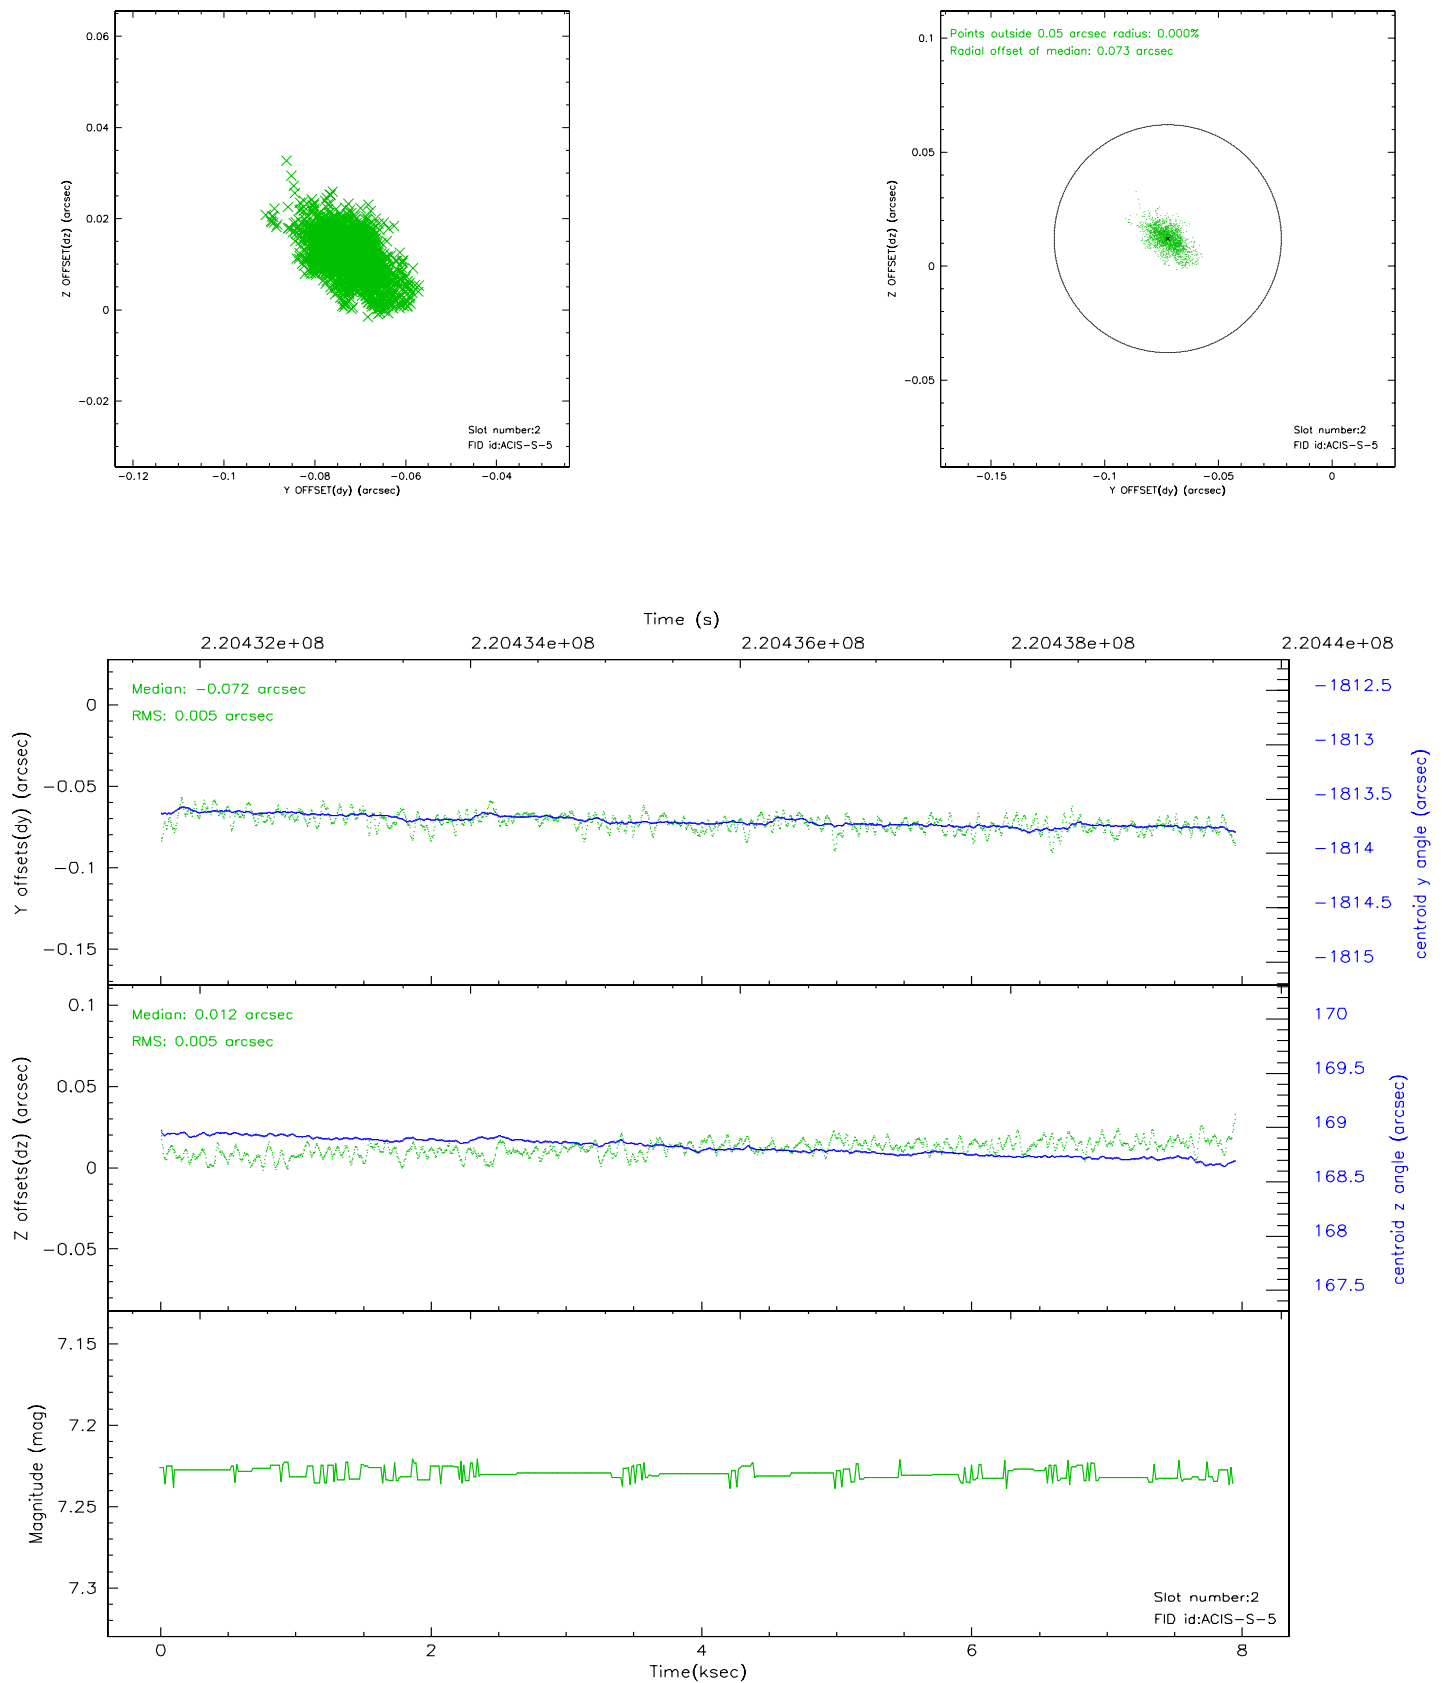 0.06
0.04
0.02
0
-0.02
Z OFFSET(dz) (arcsec)
Slot number:2
FID id:ACIS-S-5
-0.12 -0.1 -0.08 -0.06 -0.04
Y OFFSET(dy) (arcsec)
Points outside 0.05 arcsec radius: 0.000%
Radial offset of median: 0.073 arcsec
0.1
0.05
0
-0.05
Z OFFSET(dz) (arcsec)
Slot number:2
FID id:ACIS-S-5
-0.15 -0.1 -0.05 0
Y OFFSET(dy) (arcsec)
Time (s)
2.20432e+08 2.20434e+08 2.20436e+08 2.20438e+08 2.2044e+08
Median: -0.072 arcsec
RMS: 0.005 arcsec
0
-0.05
-0.1
-0.15
Y offsets(dy) (arcsec)
-1812.5
-1813
-1813.5
-1814
-1814.5
-1815
centroid y angle (arcsec)
Median: 0.012 arcsec
RMS: 0.005 arcsec
0.1
0.05
0
-0.05
Z offsets(dz) (arcsec)
170
169.5
169
168.5
168
167.5
centroid z angle (arcsec)
7.15
7.2
7.25
7.3
Magnitude (mag)
Slot number:2
FID id:ACIS-S-5
0 2 4 6 8
Time(ksec)